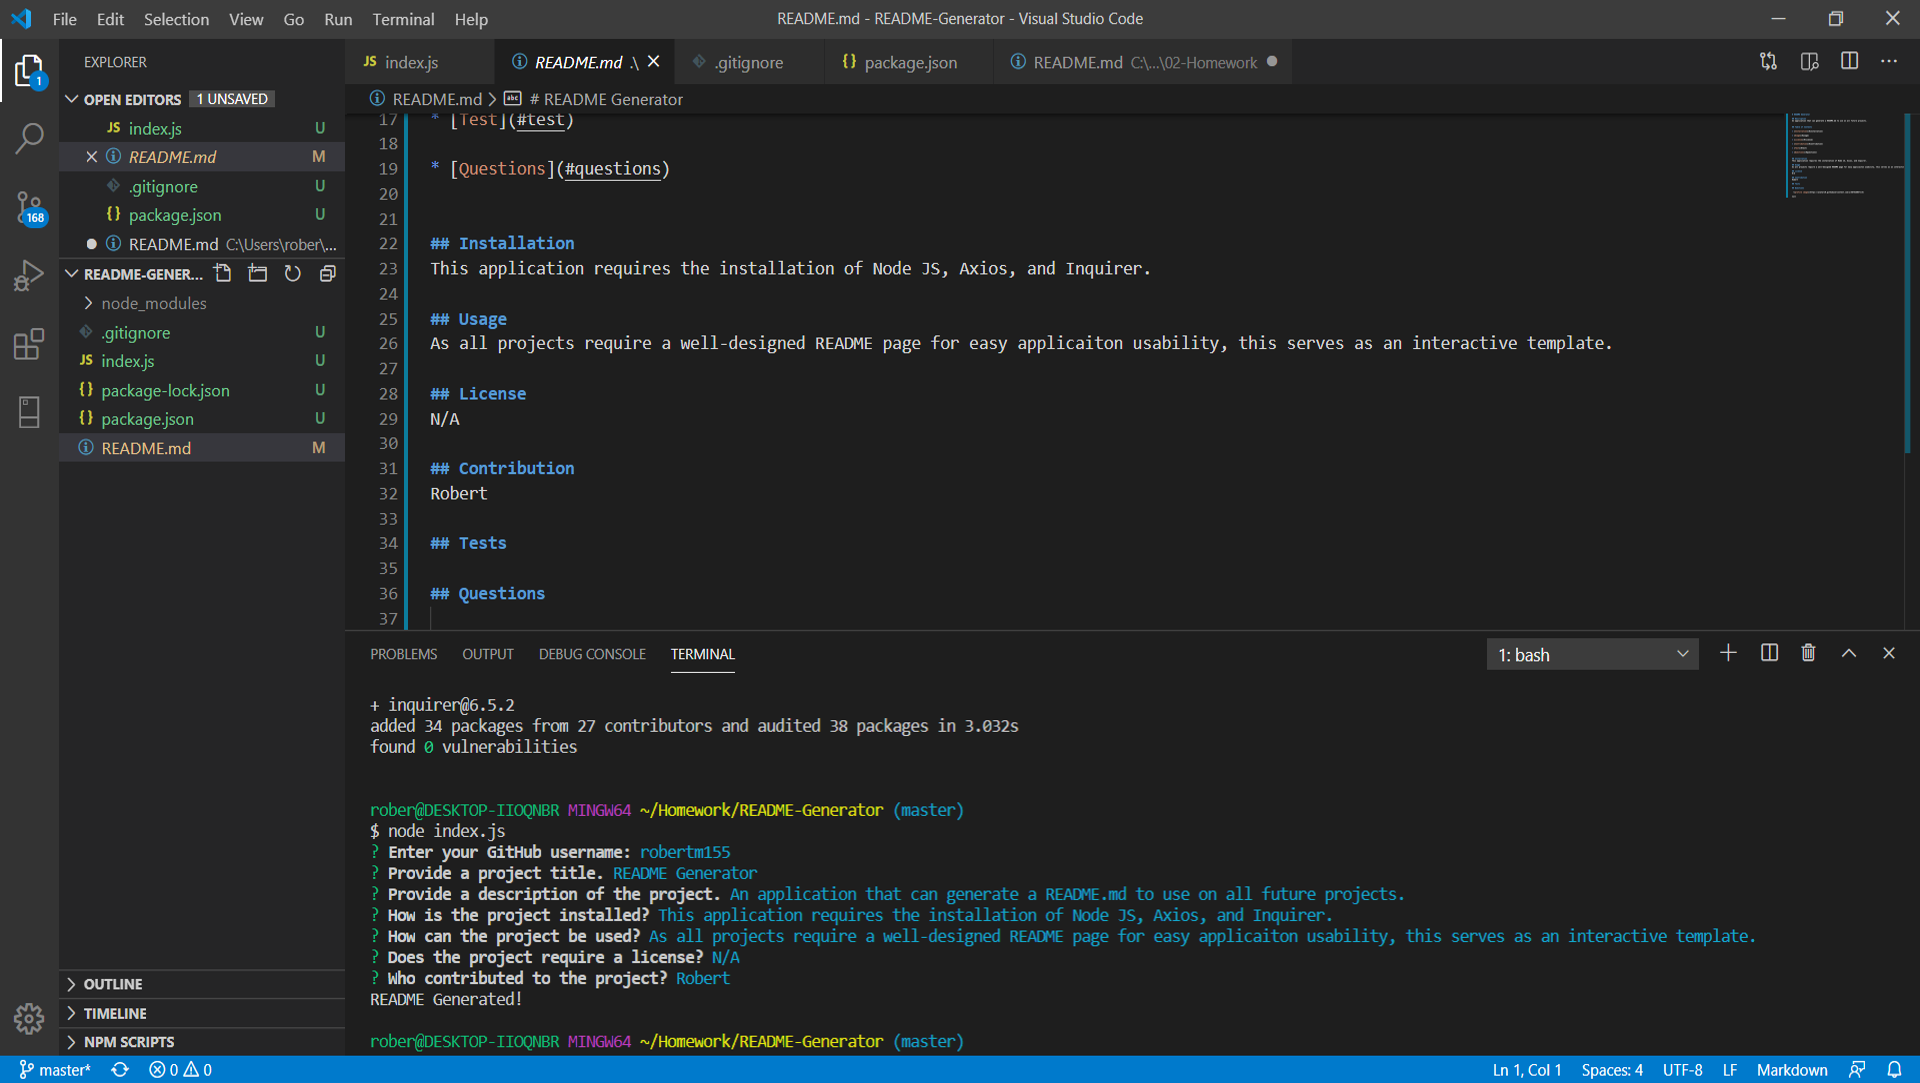 File Edit Selection View Go Run Terminal Help
README.md - README-Generator - Visual Studio Code
EXPLORER
1
168
OPEN EDITORS 1 UNSAVED
JS index.js U
README.md M
.gitignore U
{} package.json U
README.md C:\Users\rober\...
README-GENER...
node_modules
.gitignore U
JS index.js U
{} package-lock.json U
{} package.json U
README.md M
OUTLINE
TIMELINE
NPM SCRIPTS
JS index.js
README.md .\
.gitignore
{} package.json
README.md C:\...\02-Homework
README.md > # README Generator
17 * [Test](#test)
18
19 * [Questions](#questions)
20
21
22 ## Installation
23 This application requires the installation of Node JS, Axios, and Inquirer.
24
25 ## Usage
26 As all projects require a well-designed README page for easy applicaiton usability, this serves as an interactive template.
27
28 ## License
29 N/A
30
31 ## Contribution
32 Robert
33
34 ## Tests
35
36 ## Questions
37
PROBLEMS OUTPUT DEBUG CONSOLE TERMINAL
1: bash
+ inquirer@6.5.2
added 34 packages from 27 contributors and audited 38 packages in 3.032s
found 0 vulnerabilities
rober@DESKTOP-IIOQNBR MINGW64 ~/Homework/README-Generator (master)
$ node index.js
? Enter your GitHub username: robertm155
? Provide a project title. README Generator
? Provide a description of the project. An application that can generate a README.md to use on all future projects.
? How is the project installed? This application requires the installation of Node JS, Axios, and Inquirer.
? How can the project be used? As all projects require a well-designed README page for easy applicaiton usability, this serves as an interactive template.
? Does the project require a license? N/A
? Who contributed to the project? Robert
README Generated!
rober@DESKTOP-IIOQNBR MINGW64 ~/Homework/README-Generator (master)
master* 0 0
Ln 1, Col 1 Spaces: 4 UTF-8 LF Markdown